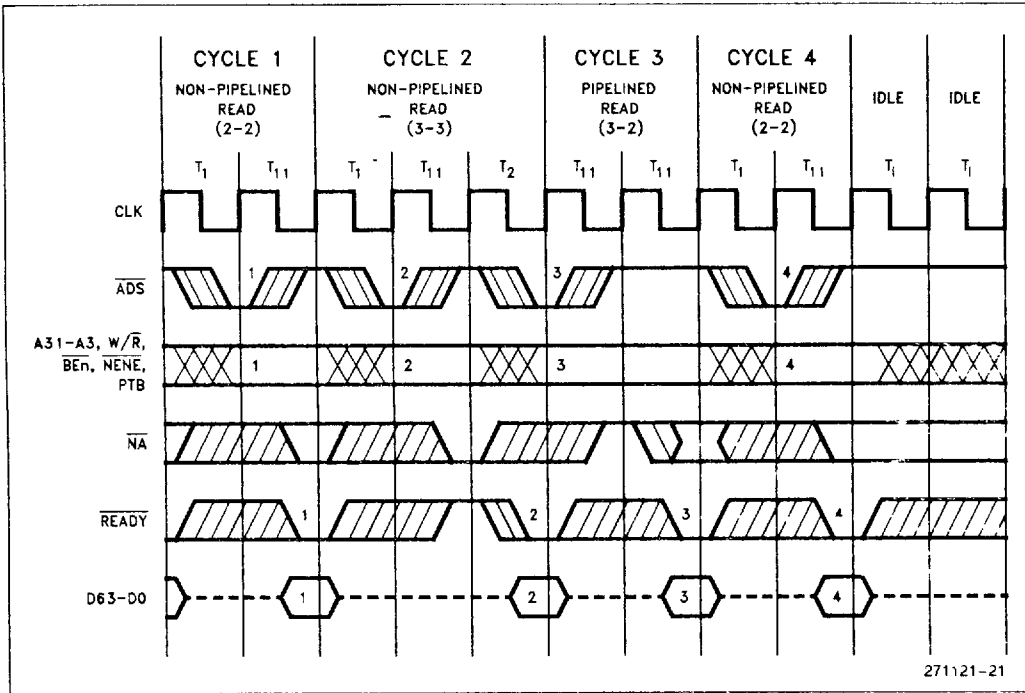 CYCLE 1 CYCLE 2 CYCLE 3 CYCLE 4
NON-PIPELINED READ (2-2)
NON-PIPELINED READ (3-3)
PIPELINED READ (3-2)
NON-PIPELINED READ (2-2)
IDLE IDLE
T1 T11 T1 T11 T2 T11 T11 T1 T11 Ti Ti
CLK
ADS 1 2 3 4
A31-A3, W/R,
BEn, NENE, 1 2 3 4
PTB
NA
READY 1 2 3 4
D63-D0 1 2 3 4
271121-21